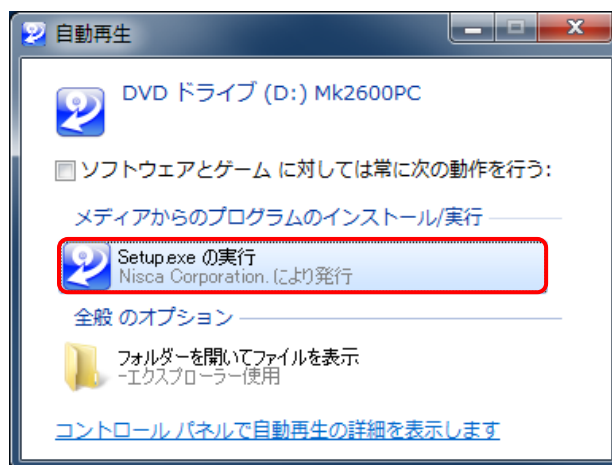 自動再生
DVD ドライブ (D:) Mk2600PC
ソフトウェアとゲーム に対しては常に次の動作を行う:
メディアからのプログラムのインストール/実行
Setup.exe の実行
Nisca Corporation. により発行
全般 のオプション
フォルダーを開いてファイルを表示
-エクスプローラー使用
コントロール パネルで自動再生の詳細を表示します